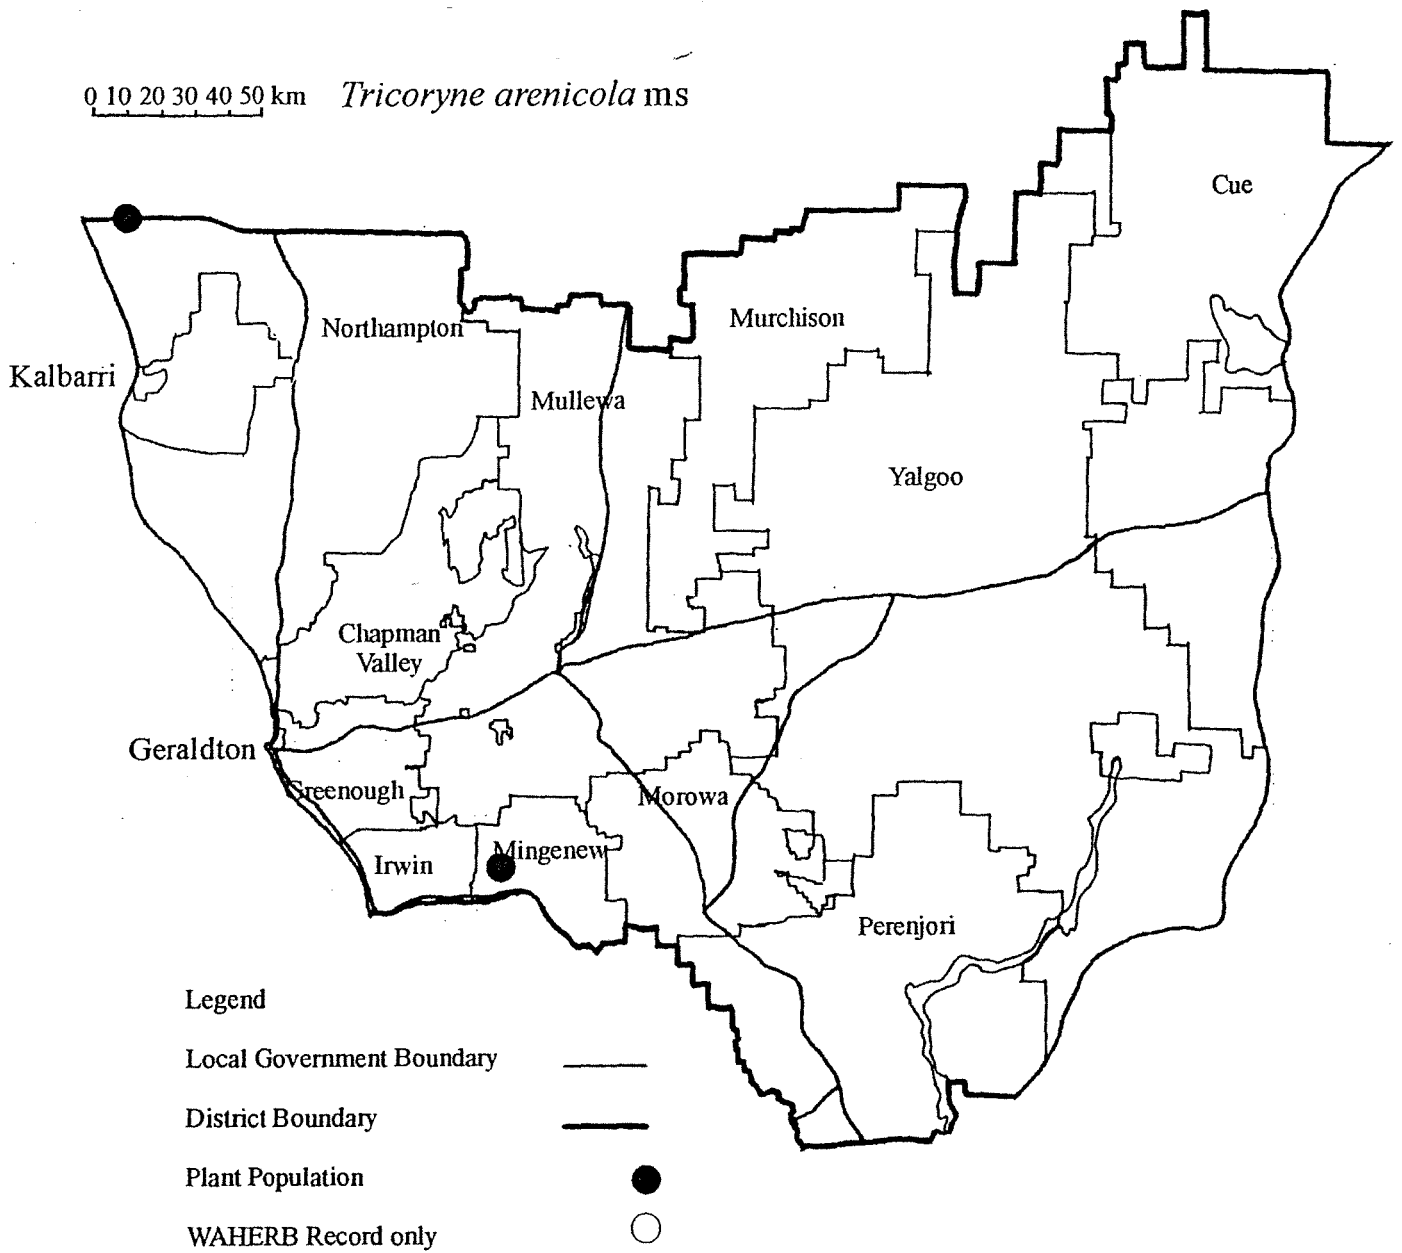 0 10 20 30 40 50 km
Tricoryne arenicola ms
Cue
Northampton
Murchison
Kalbarri
Mullewa
Yalgoo
Chapman
Valley
Geraldton
Greenough
Morowa
Irwin
Mingenew
Perenjori
Legend
Local Government Boundary
District Boundary
Plant Population
WAHERB Record only